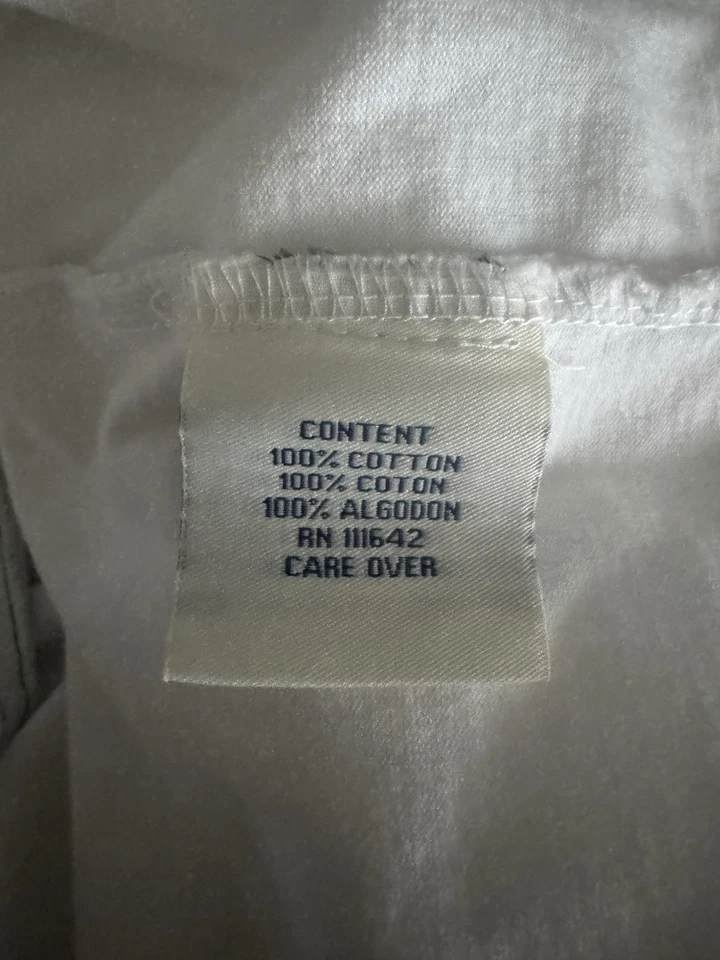 CONTENT
100% COTTON
100% COTON
100% ALGODON
RN 111642
CARE OVER